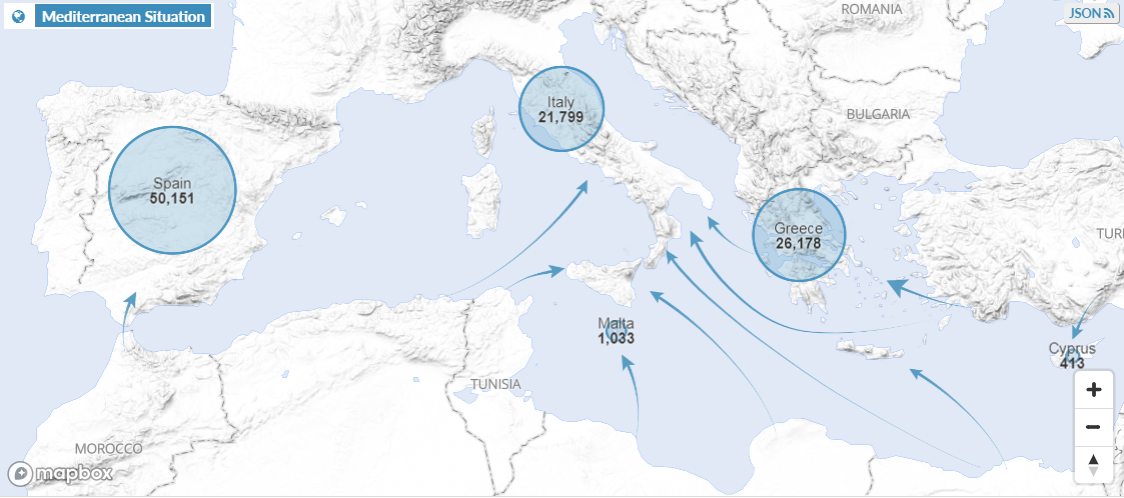 Mediterranean Situation
JSON
ROMANIA
Italy
21,799
BULGARIA
Spain
50,151
Greece
26,178
TUR
Malta
1,033
Cyprus
413
TUNISIA
MOROCCO
mapbox